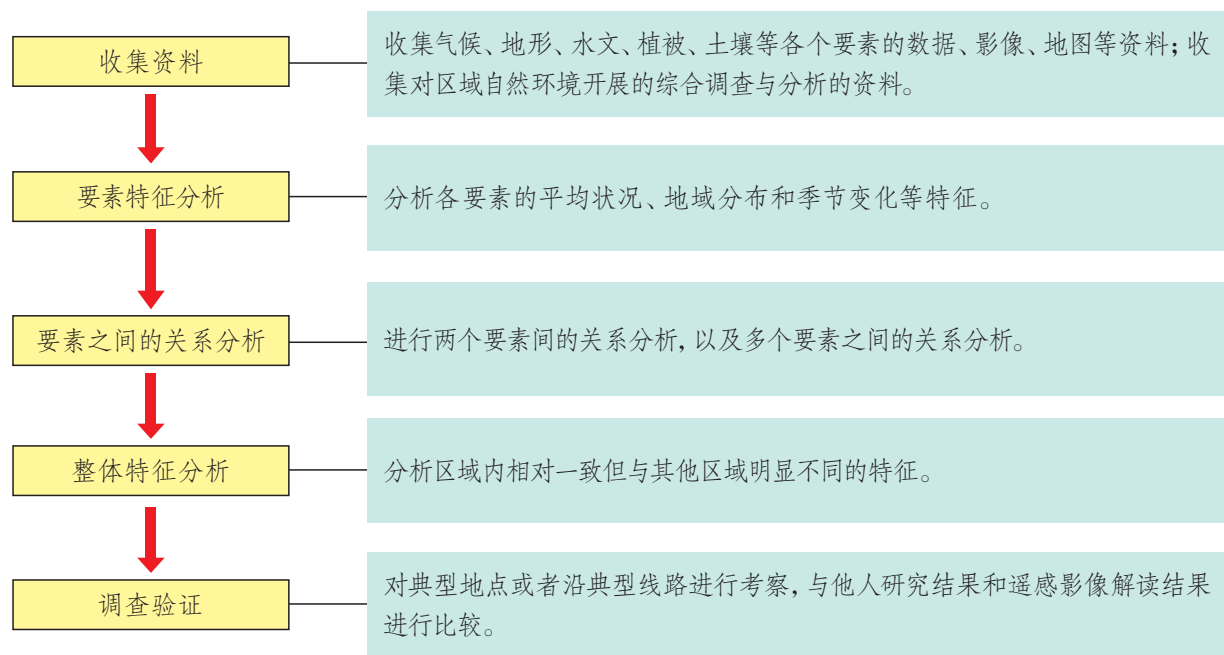 收集资料
收集气候、地形、水文、植被、土壤等各个要素的数据、影像、地图等资料；收
集对区域自然环境开展的综合调查与分析的资料。
要素特征分析
分析各要素的平均状况、地域分布和季节变化等特征。
要素之间的关系分析
进行两个要素间的关系分析，以及多个要素之间的关系分析。
整体特征分析
分析区域内相对一致但与其他区域明显不同的特征。
调查验证
对典型地点或者沿典型线路进行考察，与他人研究结果和遥感影像解读结果
进行比较。